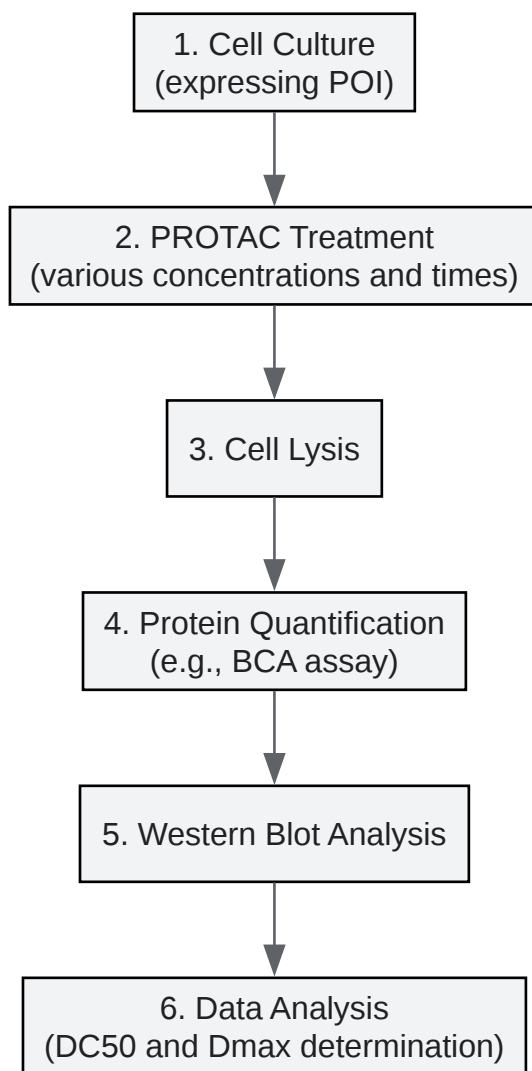 1. Cell Culture
(expressing POI)
2. PROTAC Treatment
(various concentrations and times)
3. Cell Lysis
4. Protein Quantification
(e.g., BCA assay)
5. Western Blot Analysis
6. Data Analysis
(DC50 and Dmax determination)